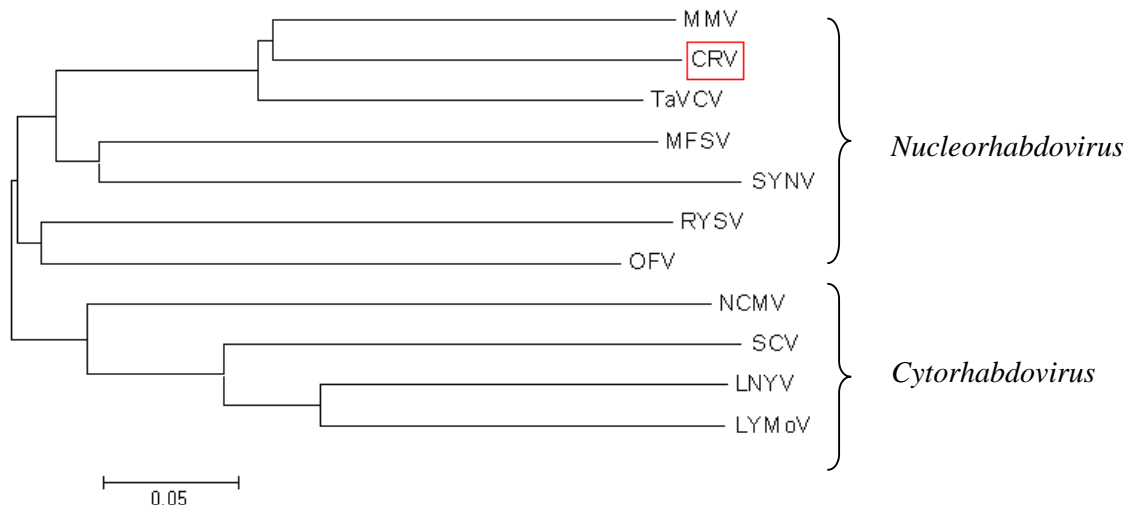 MMV
CRV
TaVCV
MFSV
SYNV
RYSV
OFV
Nucleorhabdovirus
NCMV
SCV
LNYV
LYMoV
Cytorhabdovirus
0.05